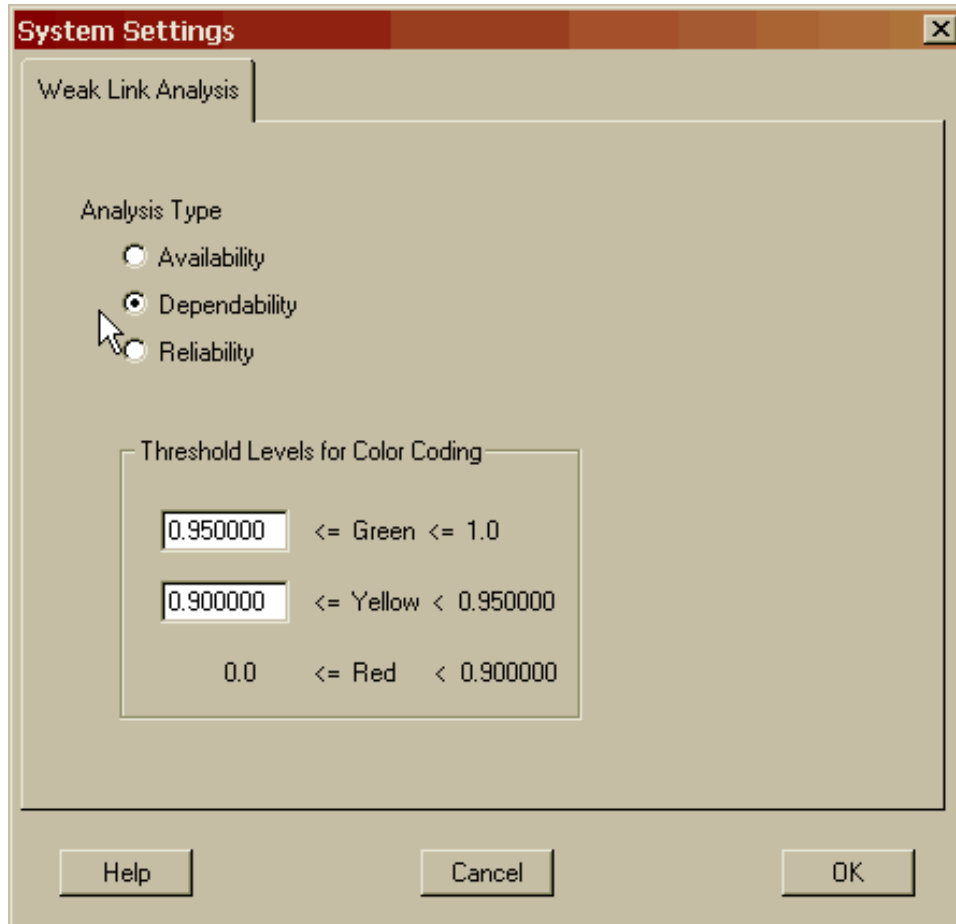 System Settings
Weak Link Analysis
Analysis Type
Availability
Dependability
Reliability
Threshold Levels for Color Coding
0.950000 <= Green <= 1.0
0.900000 <= Yellow < 0.950000
0.0 <= Red < 0.900000
Help Cancel OK